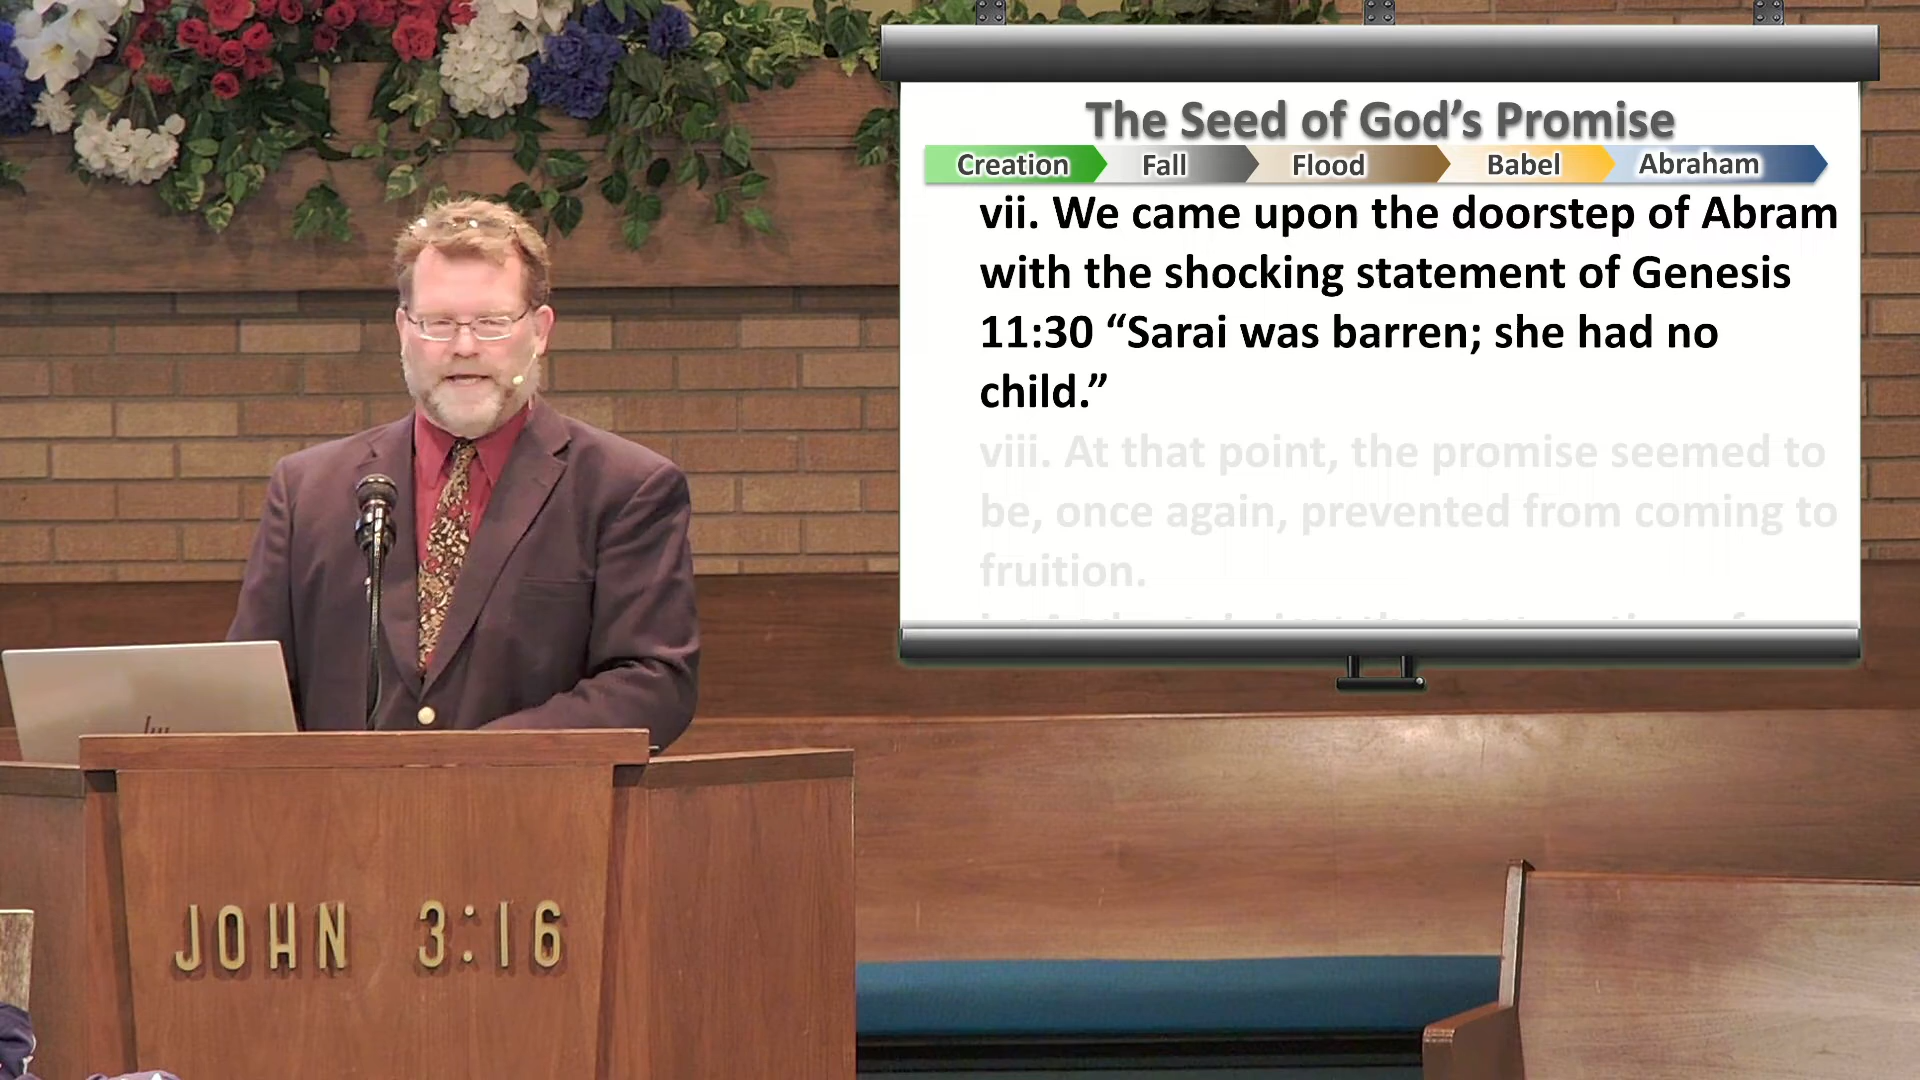 The Seed of God’s Promise
Creation Fall Flood Babel Abraham
vii. We came upon the doorstep of Abram
with the shocking statement of Genesis
11:30 “Sarai was barren; she had no
child.”
viii. At that point, the promise seemed to
be, once again, prevented from coming to
fruition.
JOHN 3:16